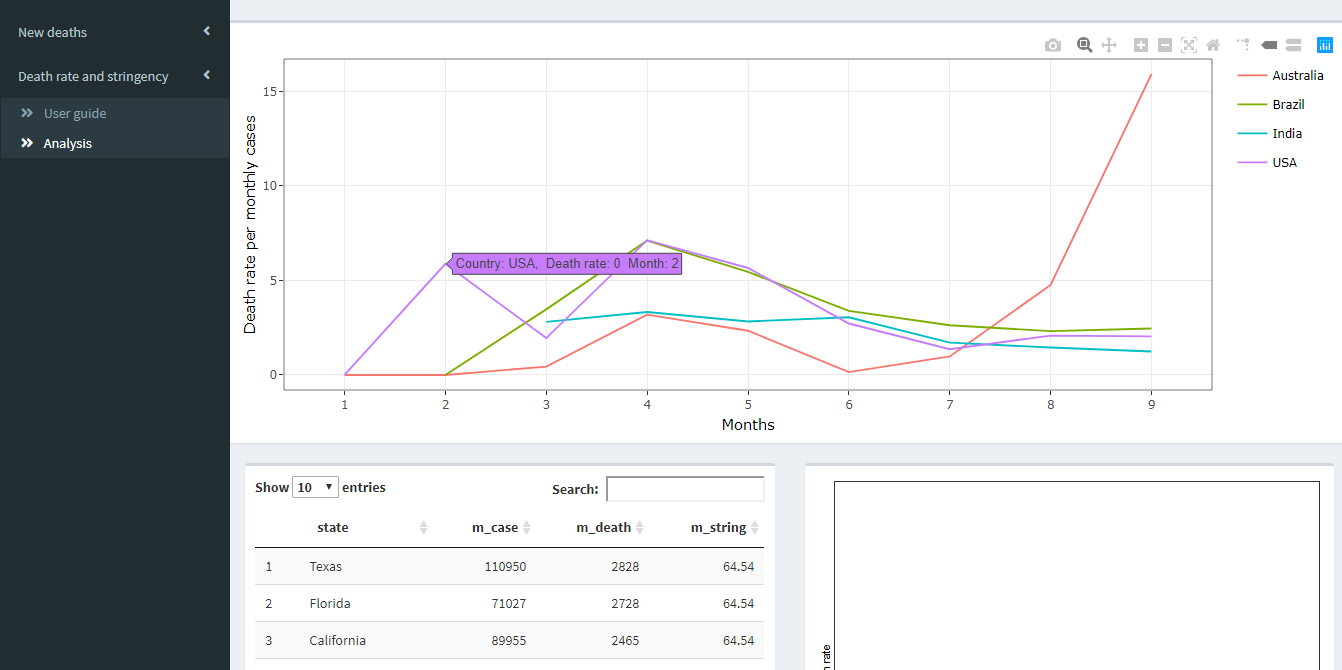 New deaths
Death rate and stringency
User guide
Analysis
Death rate per monthly cases
15
10
5
0
Country: USA,  Death rate: 0  Month: 2
1 2 3 4 5 6 7 8 9
Months
Australia
Brazil
India
USA
Show 10 entries
Search:
state m_case m_death m_string
1 Texas 110950 2828 64.54
2 Florida 71027 2728 64.54
3 California 89955 2465 64.54
rate